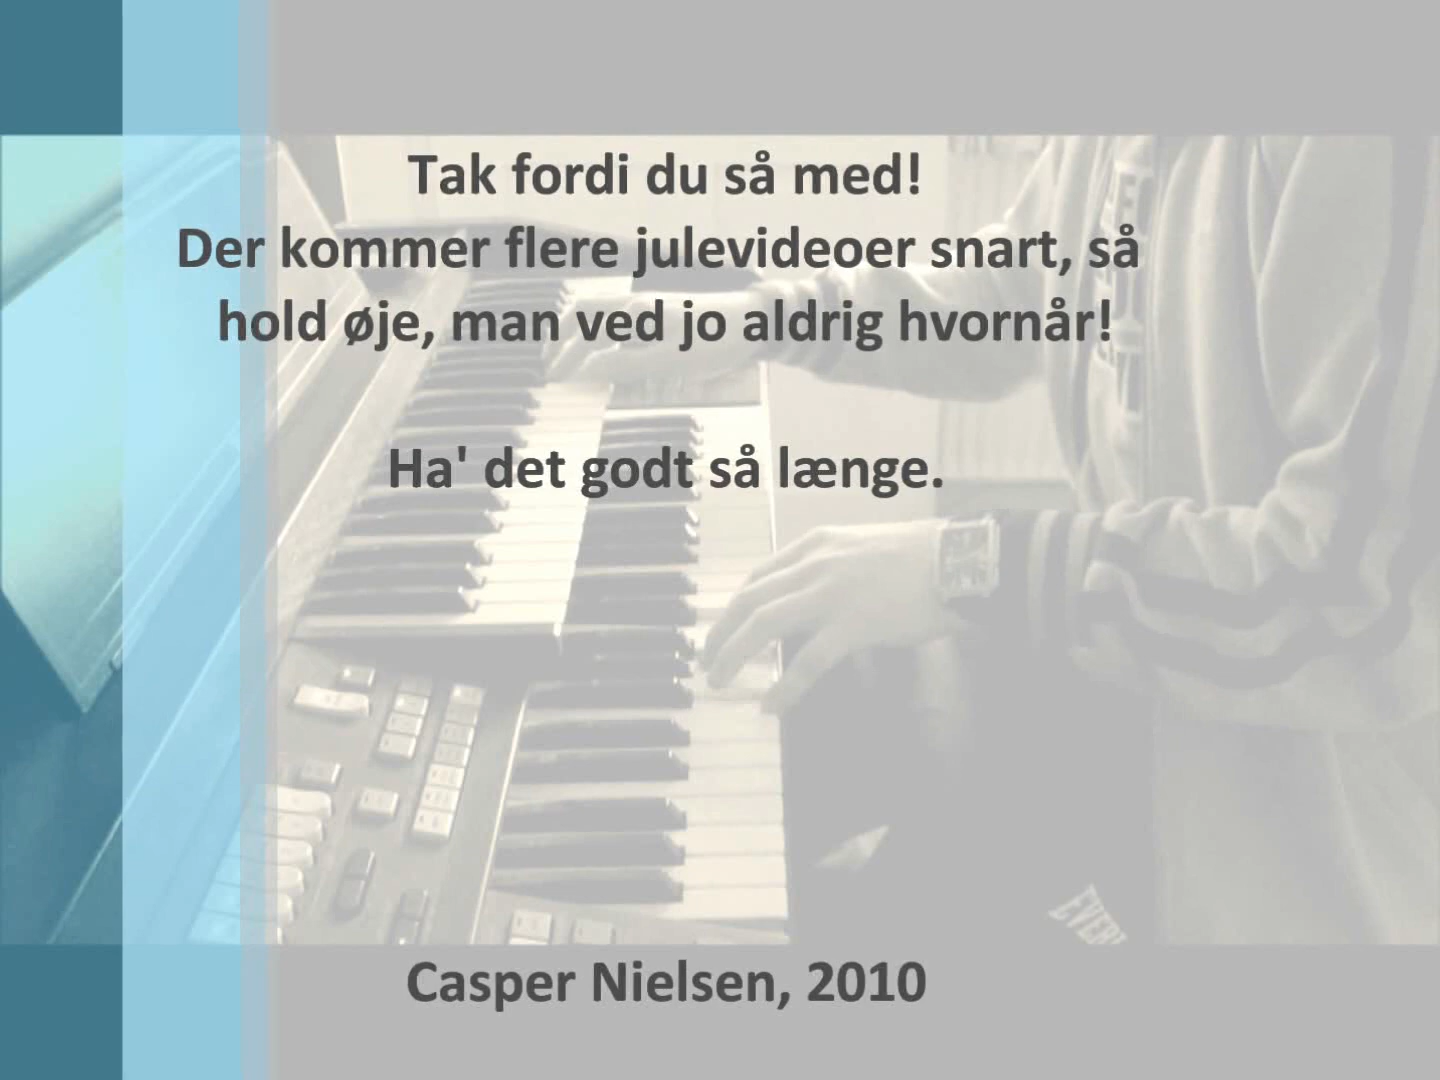 Tak fordi du så med!
Der kommer flere julevideoer snart, så
hold øje, man ved jo aldrig hvornår!
Ha' det godt så længe.
Casper Nielsen, 2010